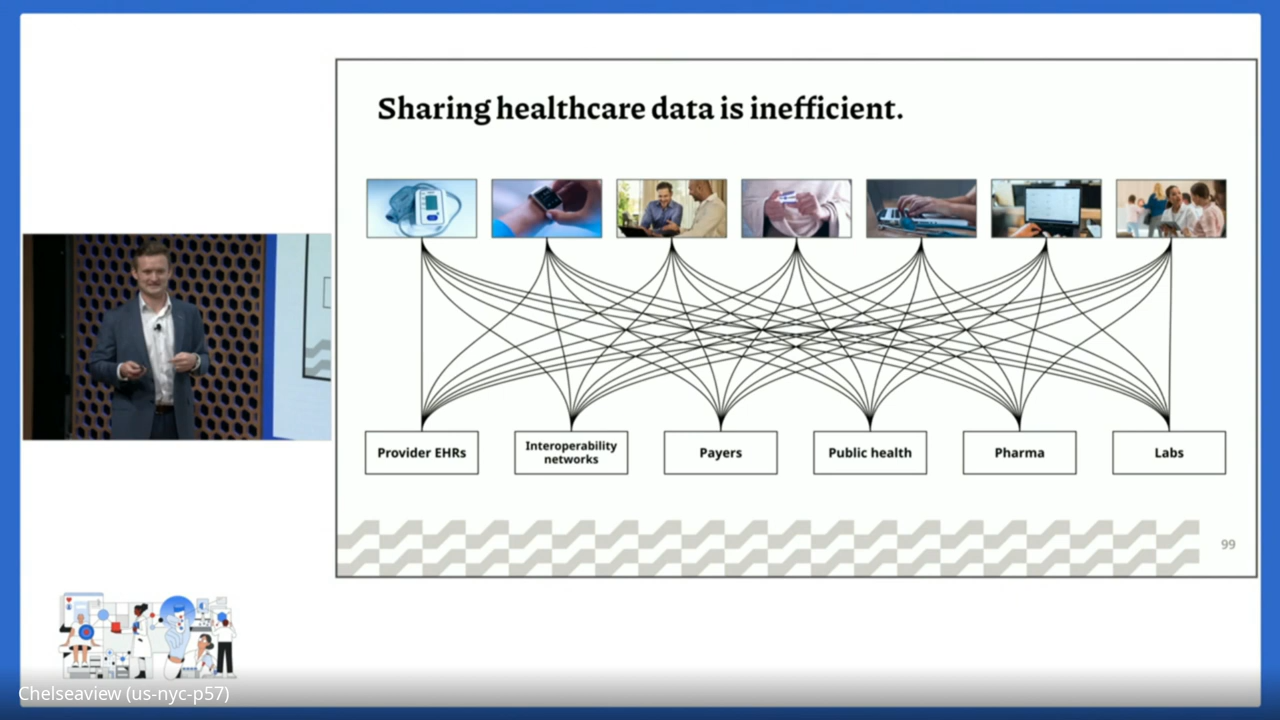 Sharing healthcare data is inefficient.
Provider EHRs
Interoperability
networks
Payers
Public health
Pharma
Labs
99
Chelseaview (us-nyc-p57)